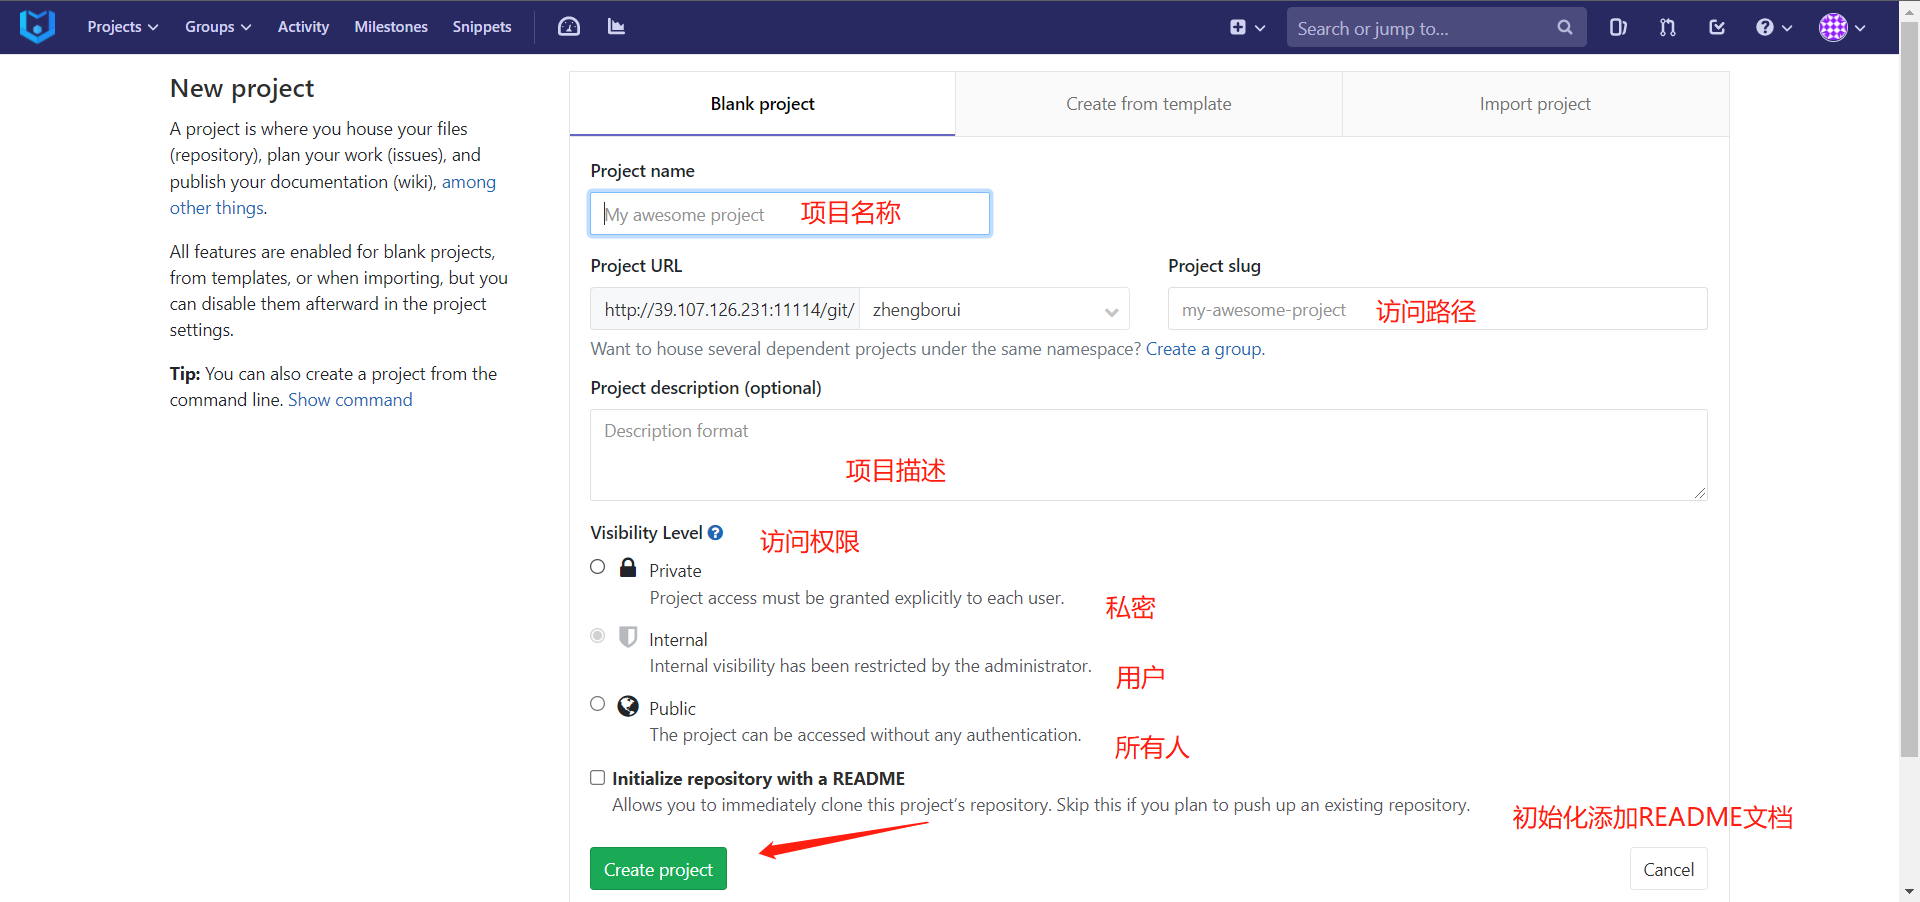 Projects Groups Activity Milestones Snippets Search or jump to...
New project
A project is where you house your files
(repository), plan your work (issues), and
publish your documentation (wiki), among
other things.
All features are enabled for blank projects,
from templates, or when importing, but you
can disable them afterward in the project
settings.
Tip: You can also create a project from the
command line. Show command
Blank project Create from template Import project
Project name
My awesome project 项目名称
Project URL Project slug
http://39.107.126.231:11114/git/ zhengborui my-awesome-project 访问路径
Want to house several dependent projects under the same namespace? Create a group.
Project description (optional)
Description format
项目描述
Visibility Level 访问权限
Private
Project access must be granted explicitly to each user.
私密
Internal
Internal visibility has been restricted by the administrator.
用户
Public
The project can be accessed without any authentication.
所有人
Initialize repository with a README
Allows you to immediately clone this project's repository. Skip this if you plan to push up an existing repository.
初始化添加README文档
Create project Cancel